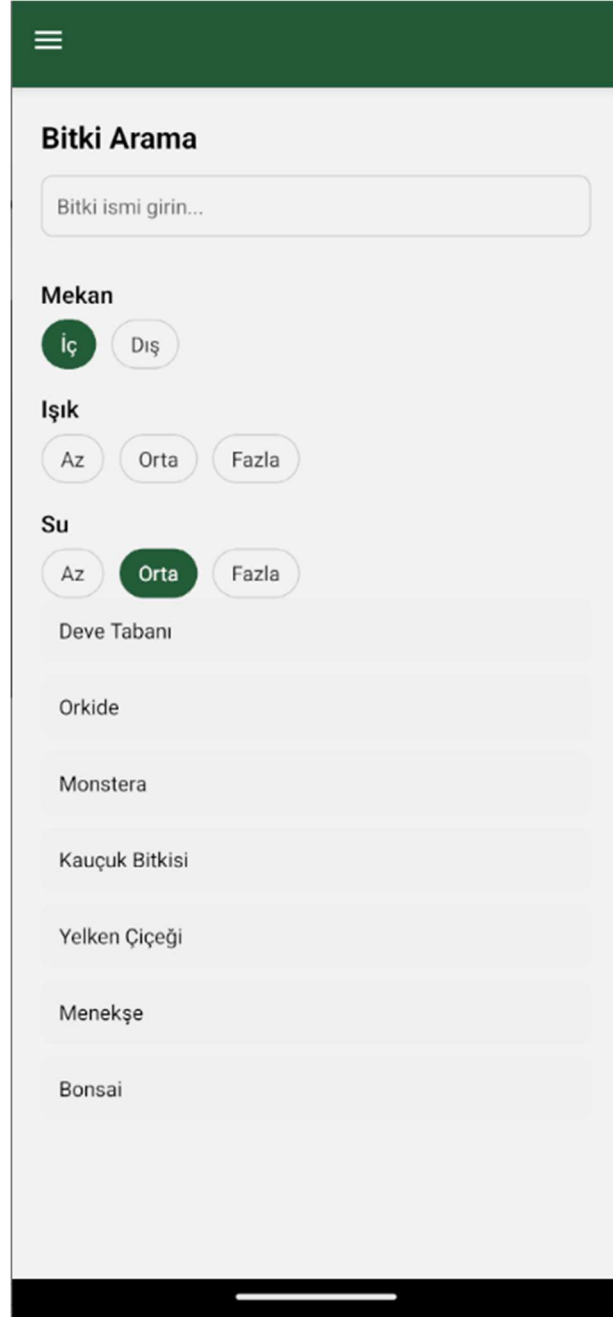 Bitki Arama
Bitki ismi girin...
Mekan
İç Dış
Işık
Az Orta Fazla
Su
Az Orta Fazla
Deve Tabanı
Orkide
Monstera
Kauçuk Bitkisi
Yelken Çiçeği
Menekşe
Bonsai